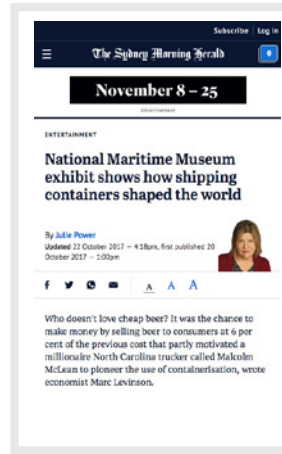 Subscribe Log in
The Sydney Morning Herald
November 8 – 25
Advertisement
ENTERTAINMENT
National Maritime Museum
exhibit shows how shipping
containers shaped the world
By Julie Power
Updated 22 October 2017 — 4:18pm, first published 20
October 2017 — 1:00pm
A A A
Who doesn't love cheap beer? It was the chance to
make money by selling beer to consumers at 6 per
cent of the previous cost that partly motivated a
millionaire North Carolina trucker called Malcolm
McLean to pioneer the use of containerisation, wrote
economist Marc Levinson.